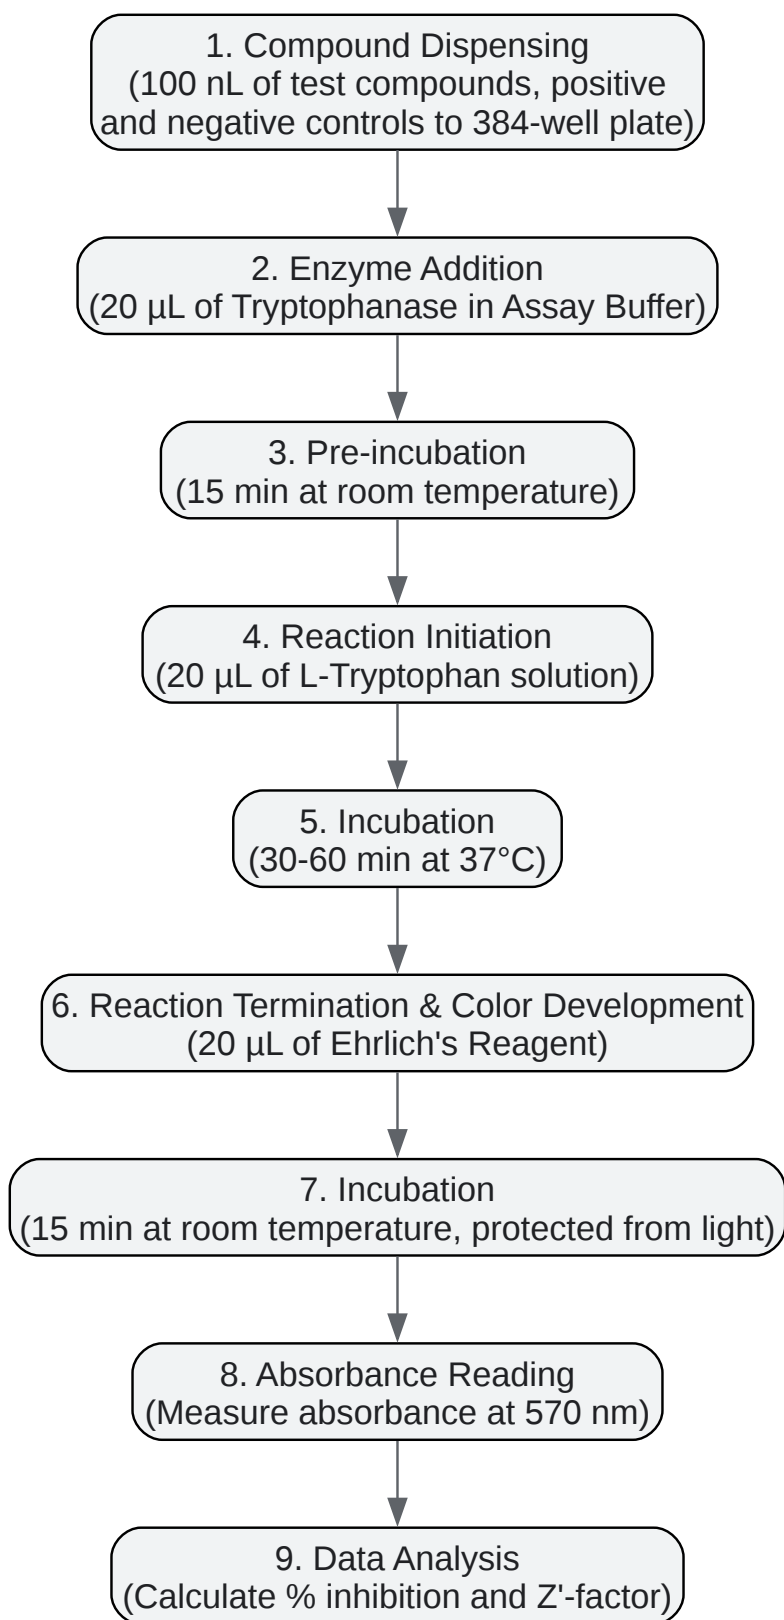 1. Compound Dispensing
(100 nL of test compounds, positive
and negative controls to 384-well plate)
2. Enzyme Addition
(20 µL of Tryptophanase in Assay Buffer)
3. Pre-incubation
(15 min at room temperature)
4. Reaction Initiation
(20 µL of L-Tryptophan solution)
5. Incubation
(30-60 min at 37°C)
6. Reaction Termination & Color Development
(20 µL of Ehrlich's Reagent)
7. Incubation
(15 min at room temperature, protected from light)
8. Absorbance Reading
(Measure absorbance at 570 nm)
9. Data Analysis
(Calculate % inhibition and Z'-factor)